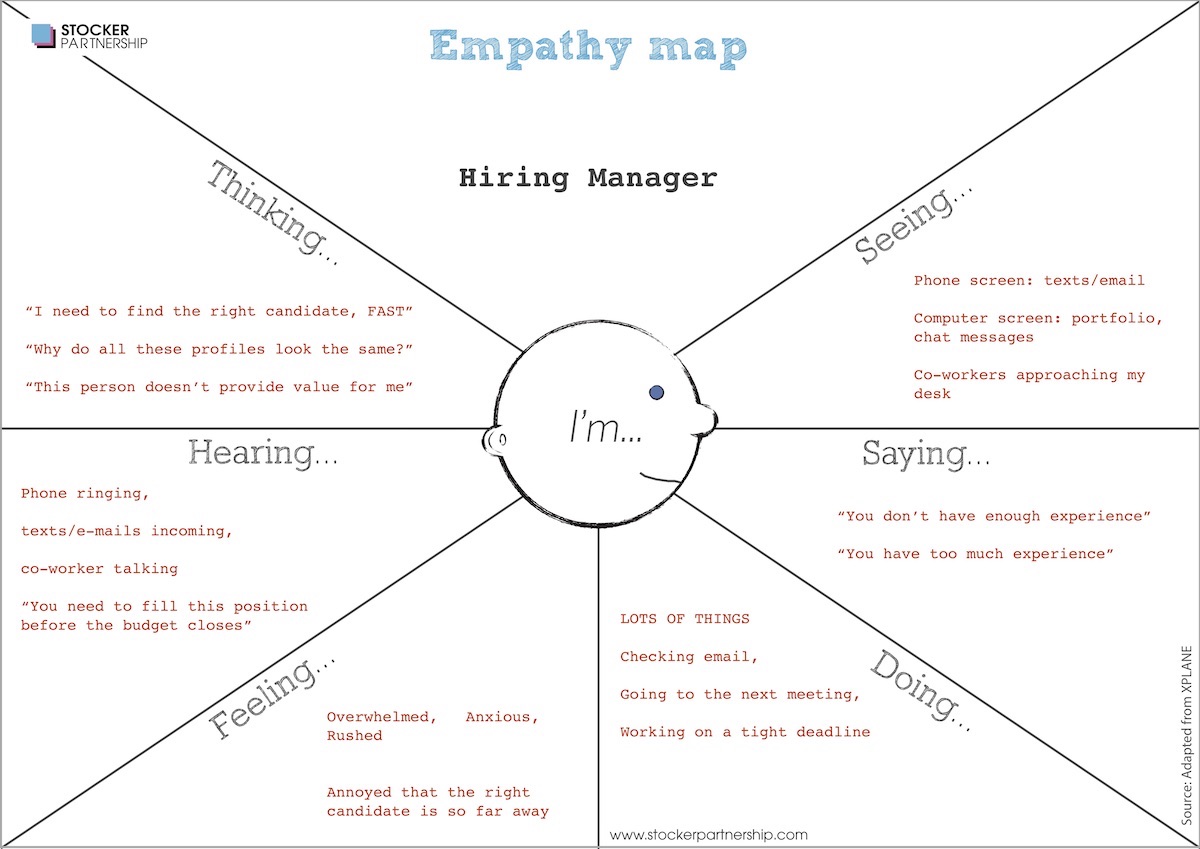 STOCKER
PARTNERSHIP
Empathy map
Hiring Manager
Thinking...
“I need to find the right candidate, FAST”
“Why do all these profiles look the same?”
“This person doesn’t provide value for me”
Seeing...
Phone screen: texts/email
Computer screen: portfolio,
chat messages
Co-workers approaching my
desk
I’m...
Hearing...
Phone ringing,
texts/e-mails incoming,
co-worker talking
“You need to fill this position
before the budget closes”
Saying...
“You don’t have enough experience”
“You have too much experience”
Feeling...
Overwhelmed, Anxious,
Rushed
Annoyed that the right
candidate is so far away
Doing...
LOTS OF THINGS
Checking email,
Going to the next meeting,
Working on a tight deadline
www.stockerpartnership.com
Source: Adapted from XPLANE